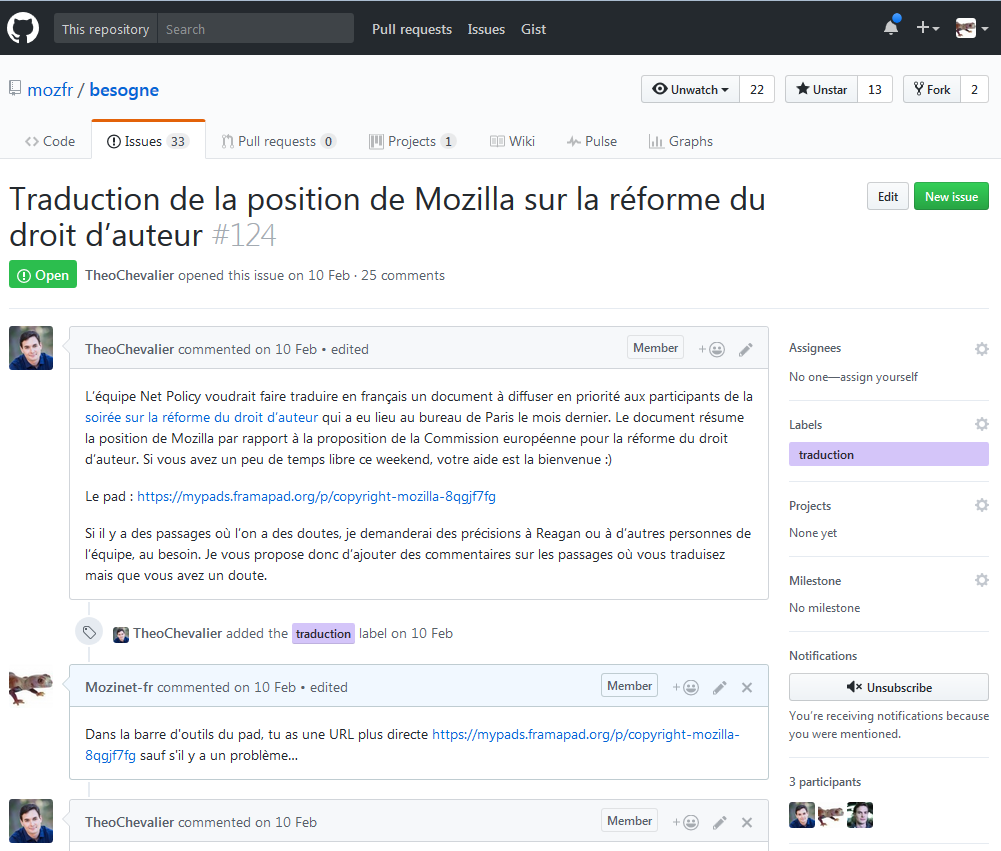 This repository Search Pull requests Issues Gist
mozfr / besogne Unwatch 22 Unstar 13 Fork 2
Code Issues 33 Pull requests 0 Projects 1 Wiki Pulse Graphs
Traduction de la position de Mozilla sur la réforme du
droit d’auteur #124
Edit New issue
Open TheoChevalier opened this issue on 10 Feb · 25 comments
TheoChevalier commented on 10 Feb • edited Member
L’équipe Net Policy voudrait faire traduire en français un document à diffuser en priorité aux participants de la
soirée sur la réforme du droit d’auteur qui a eu lieu au bureau de Paris le mois dernier. Le document résume
la position de Mozilla par rapport à la proposition de la Commission européenne pour la réforme du droit
d’auteur. Si vous avez un peu de temps libre ce weekend, votre aide est la bienvenue :)
Le pad : https://mypads.framapad.org/p/copyright-mozilla-8qgjf7fg
Si il y a des passages où l’on a des doutes, je demanderai des précisions à Reagan ou à d’autres personnes de
l’équipe, au besoin. Je vous propose donc d’ajouter des commentaires sur les passages où vous traduisez
mais que vous avez un doute.
TheoChevalier added the traduction label on 10 Feb
Mozinet-fr commented on 10 Feb • edited Member
Dans la barre d'outils du pad, tu as une URL plus directe https://mypads.framapad.org/p/copyright-mozilla-
8qgjf7fg sauf s'il y a un problème…
TheoChevalier commented on 10 Feb Member
Assignees
No one—assign yourself
Labels
traduction
Projects
None yet
Milestone
No milestone
Notifications
Unsubscribe
You’re receiving notifications because
you were mentioned.
3 participants